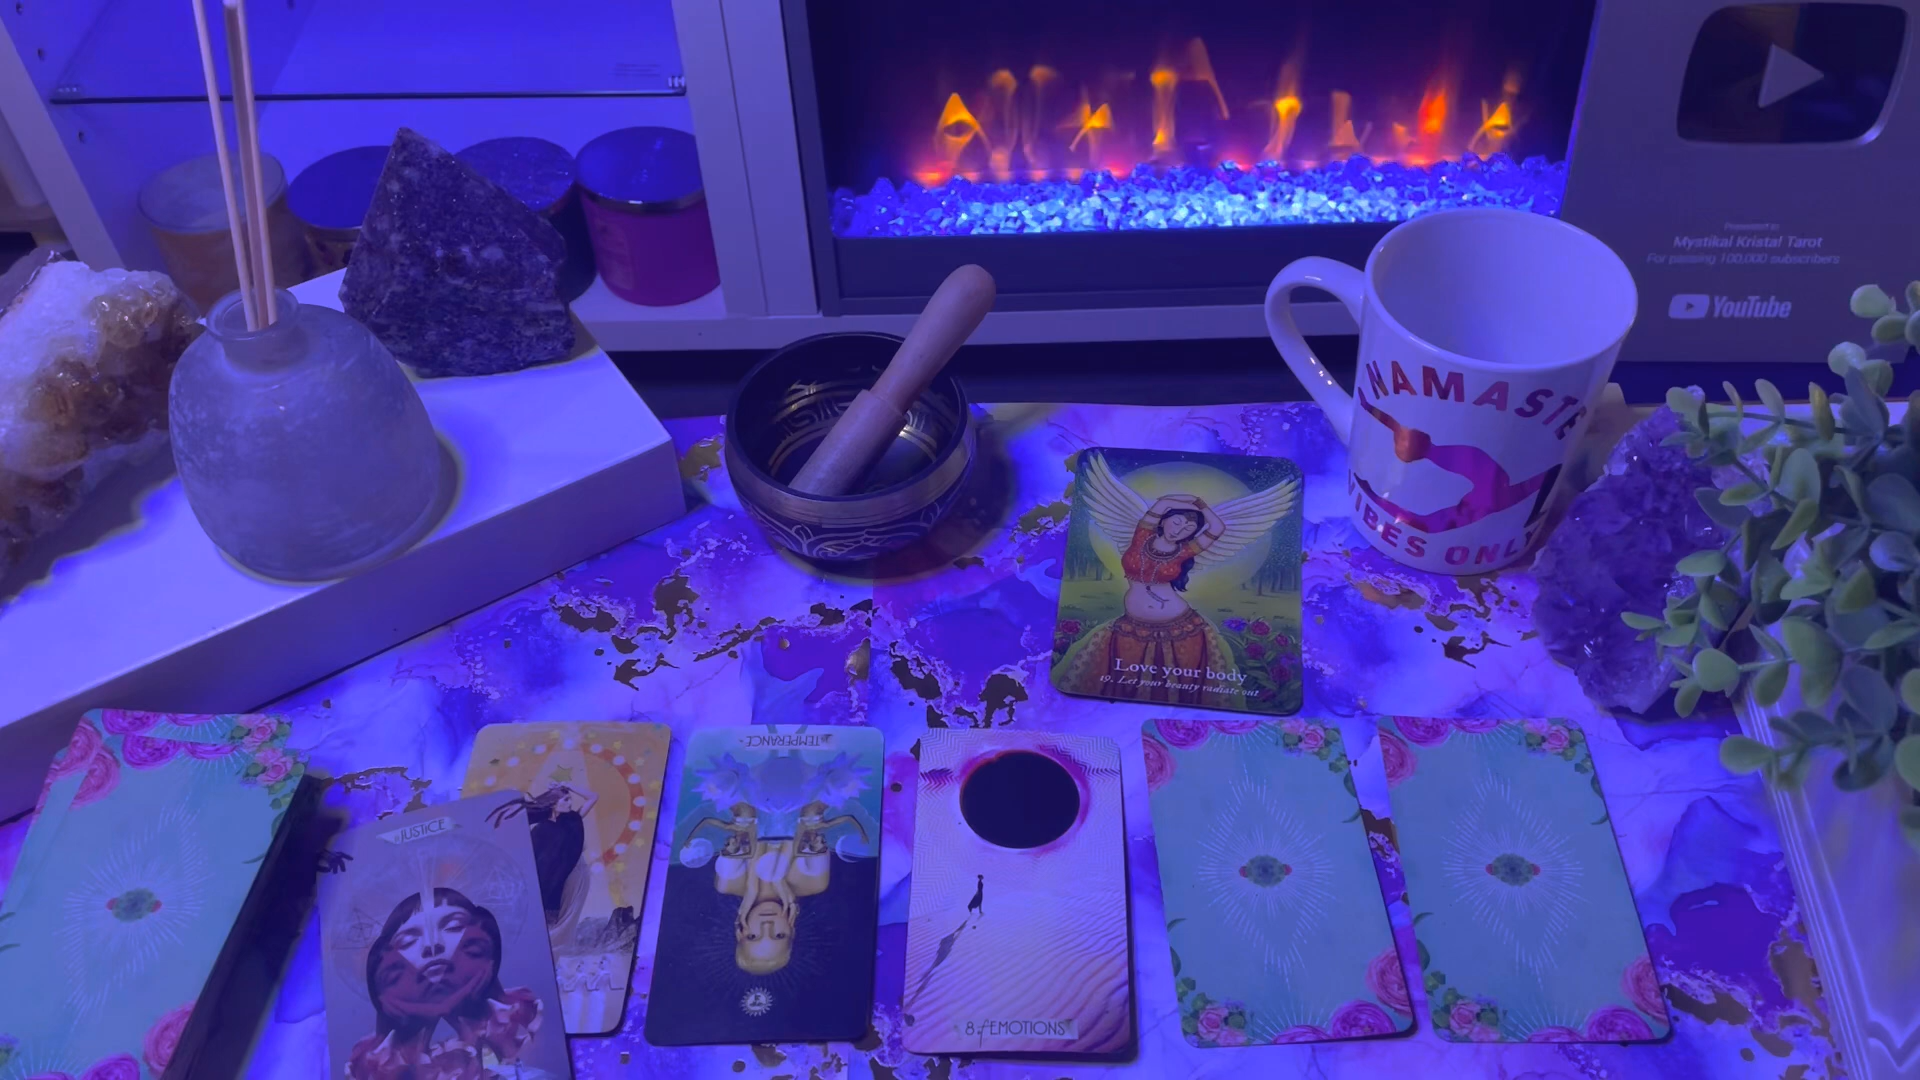 Presented to
Mystikal Kristal Tarot
For passing 100,000 subscribers
YouTube
NAMASTE
VIBES ONLY
Love your body
19. Let your beauty radiate out
JUSTICE
TEMPERANCE
8 of EMOTIONS